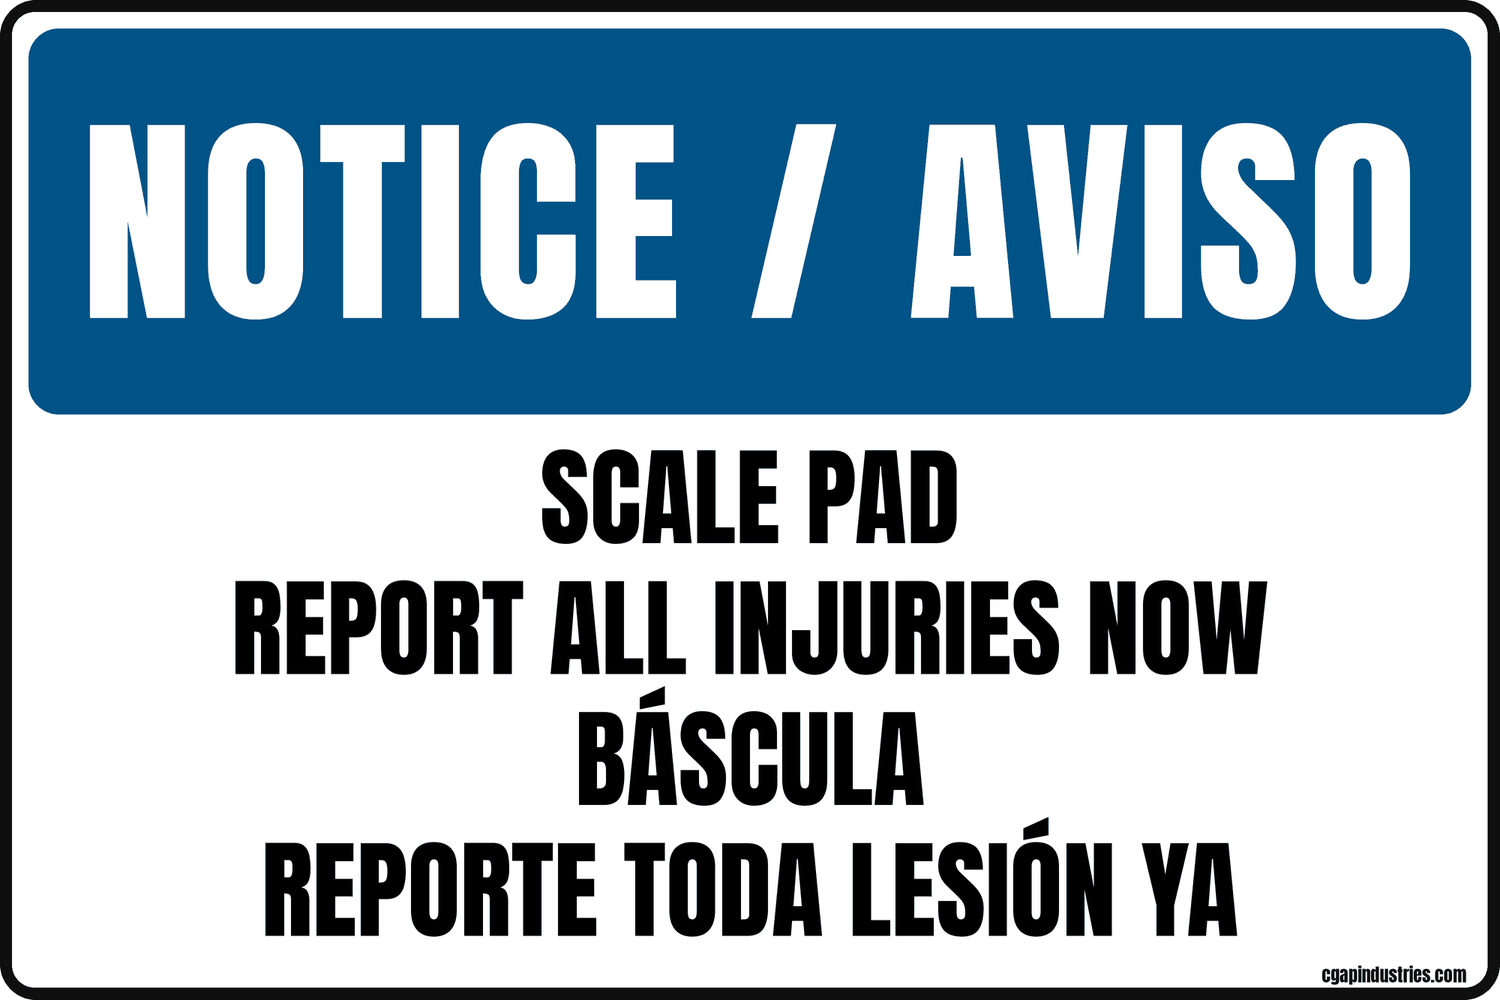 NOTICE / AVISO
SCALE PAD
REPORT ALL INJURIES NOW
BÁSCULA
REPORTE TODA LESIÓN YA
cgapindustries.com